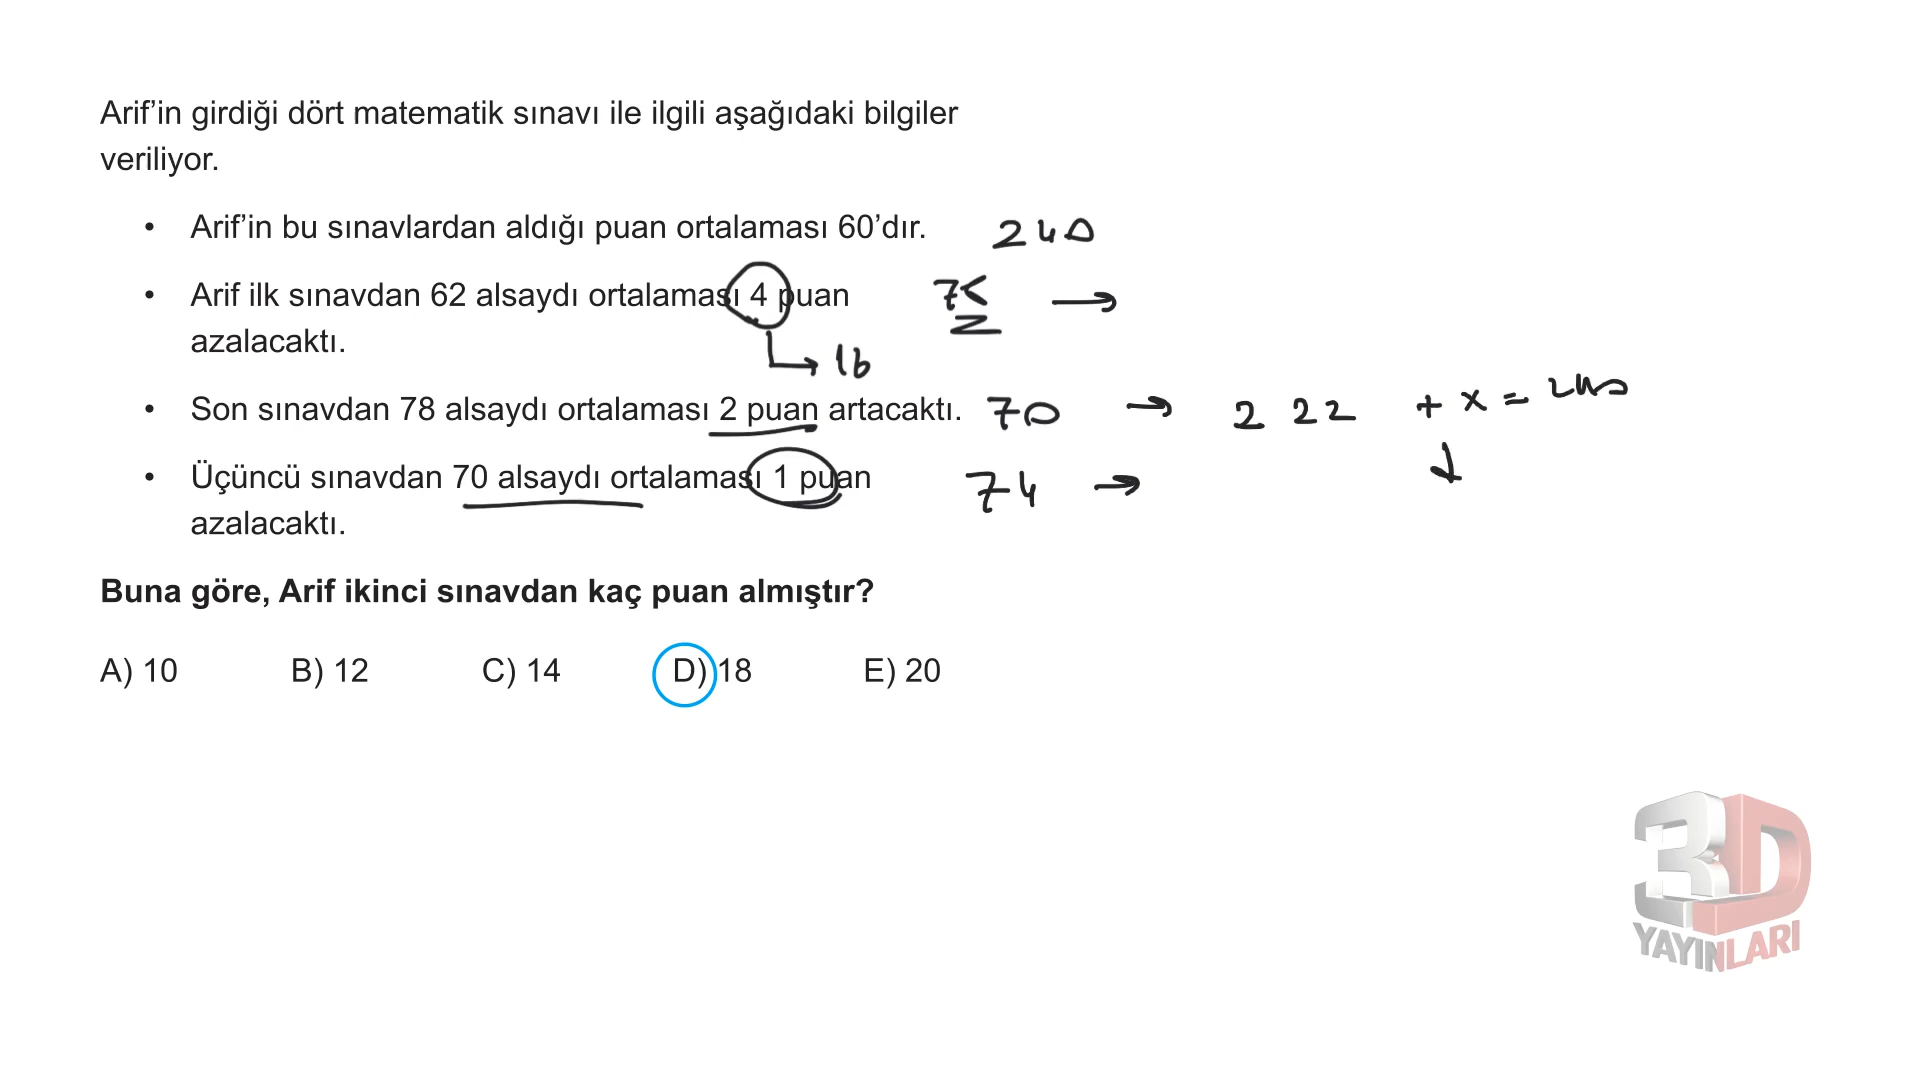 Arif’in girdiği dört matematik sınavı ile ilgili aşağıdaki bilgiler
veriliyor.
• Arif’in bu sınavlardan aldığı puan ortalaması 60’dır. 240
• Arif ilk sınavdan 62 alsaydı ortalaması 4 puan →
azalacaktı.
→ 16
• Son sınavdan 78 alsaydı ortalaması 2 puan artacaktı. 70 → 222 + x = 240
• Üçüncü sınavdan 70 alsaydı ortalaması 1 puan 74 →
azalacaktı.
Buna göre, Arif ikinci sınavdan kaç puan almıştır?
A) 10 B) 12 C) 14 D) 18 E) 20
3D
YAYINLARI